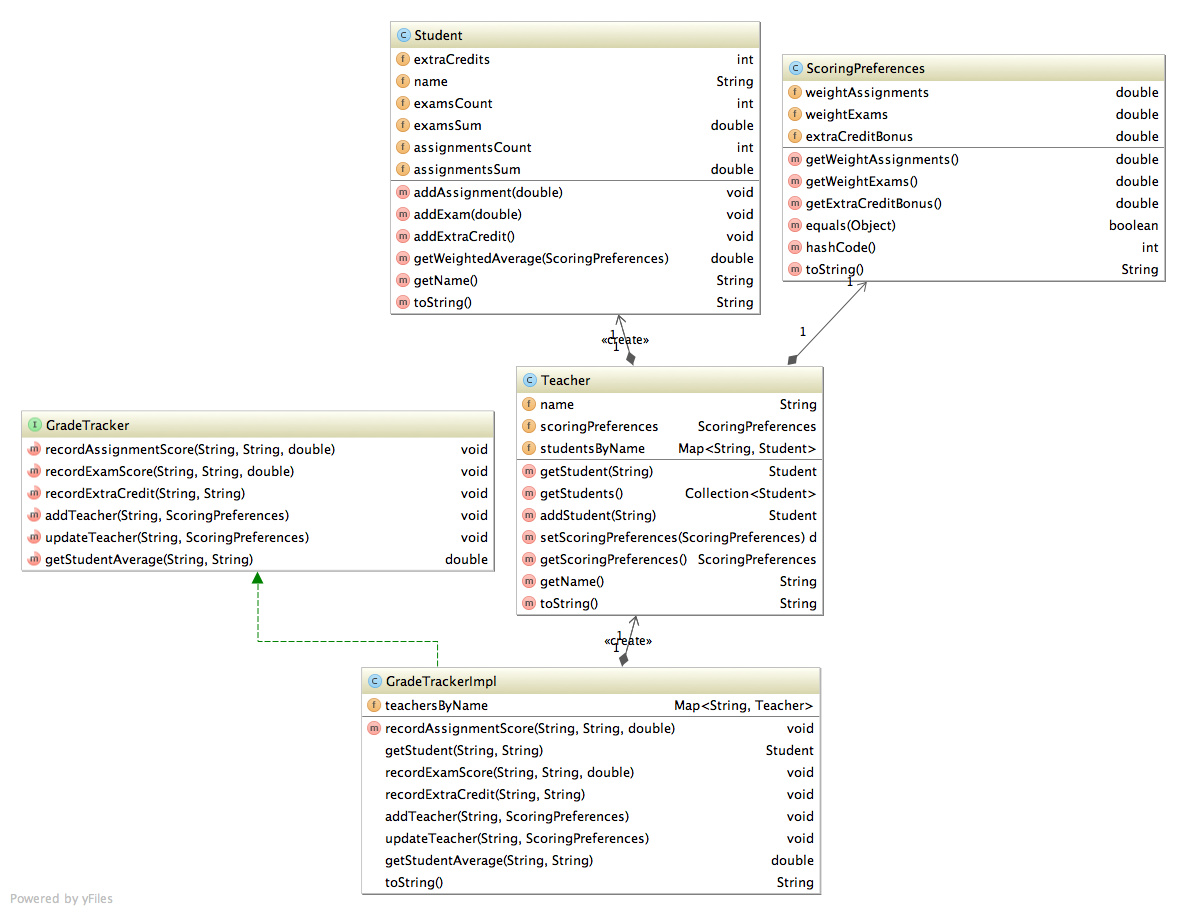 C Student
f extraCredits int
f name String
f examsCount int
f examsSum double
f assignmentsCount int
f assignmentsSum double
m addAssignment(double) void
m addExam(double) void
m addExtraCredit() void
m getWeightedAverage(ScoringPreferences) double
m getName() String
m toString() String
C ScoringPreferences
f weightAssignments double
f weightExams double
f extraCreditBonus double
m getWeightAssignments() double
m getWeightExams() double
m getExtraCreditBonus() double
m equals(Object) boolean
m hashCode() int
m toString() String
1
1
1
«create»
1
C Teacher
f name String
f scoringPreferences ScoringPreferences
f studentsByName Map<String, Student>
m getStudent(String) Student
m getStudents() Collection<Student>
m addStudent(String) Student
m setScoringPreferences(ScoringPreferences) d
m getScoringPreferences() ScoringPreferences
m getName() String
m toString() String
I GradeTracker
m recordAssignmentScore(String, String, double) void
m recordExamScore(String, String, double) void
m recordExtraCredit(String, String) void
m addTeacher(String, ScoringPreferences) void
m updateTeacher(String, ScoringPreferences) void
m getStudentAverage(String, String) double
1
«create»
1
C GradeTrackerImpl
f teachersByName Map<String, Teacher>
m recordAssignmentScore(String, String, double) void
getStudent(String, String) Student
recordExamScore(String, String, double) void
recordExtraCredit(String, String) void
addTeacher(String, ScoringPreferences) void
updateTeacher(String, ScoringPreferences) void
getStudentAverage(String, String) double
toString() String
Powered by yFiles